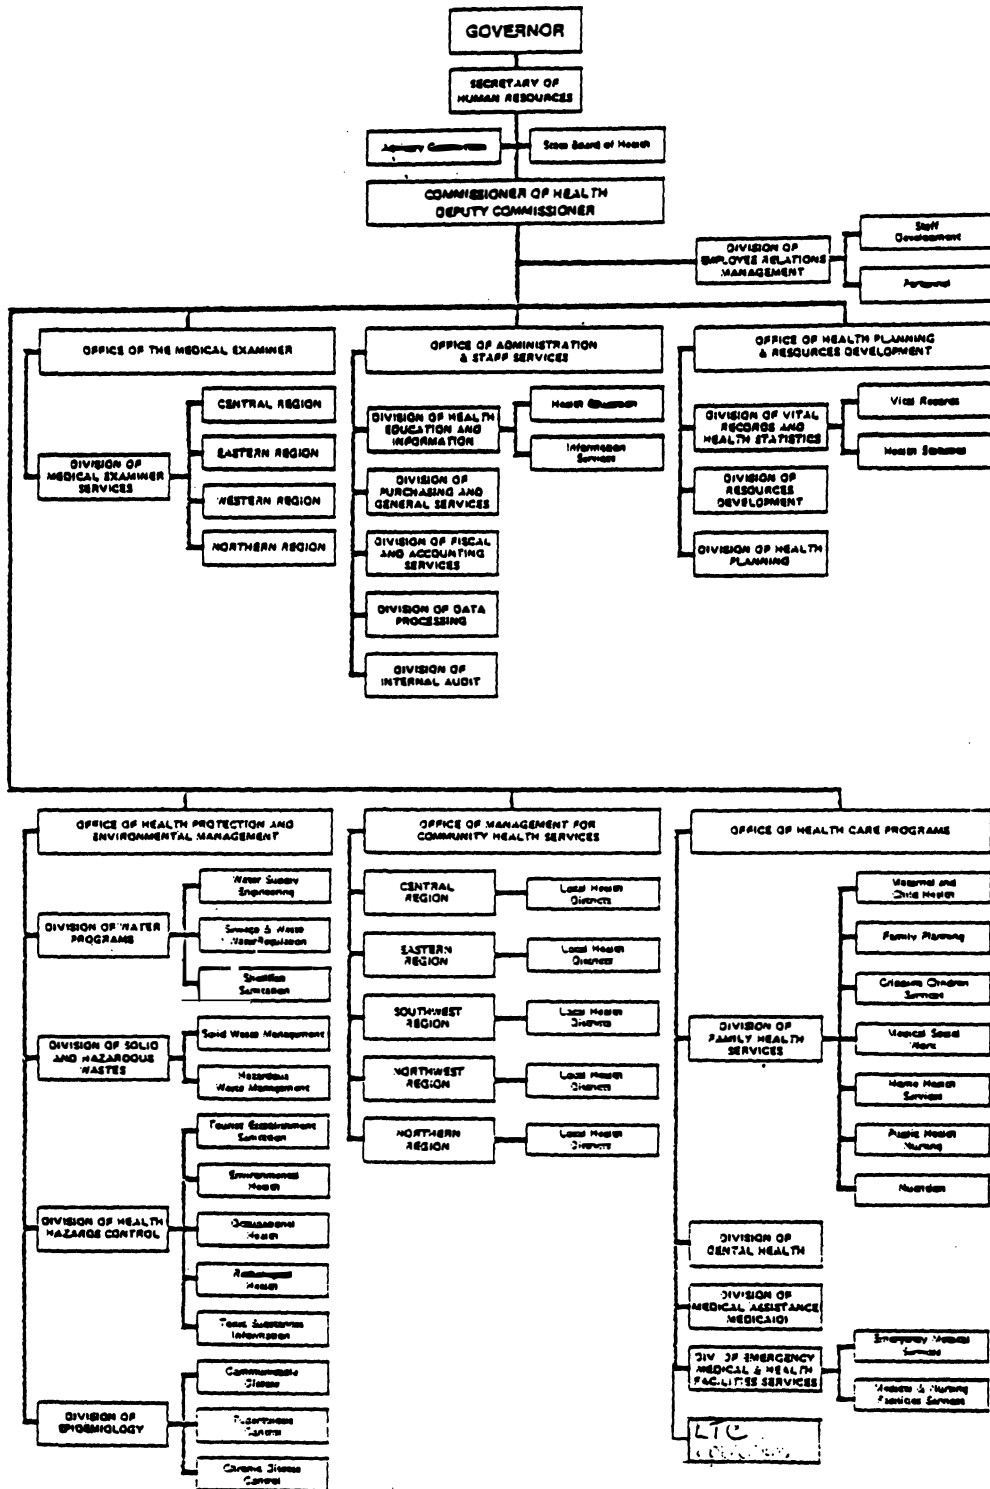 GOVERNOR
SECRETARY OF
HUMAN RESOURCES
Advisory
State Board of Health
COMMISSIONER OF HEALTH
DEPUTY COMMISSIONER
DIVISION OF
EMPLOYEE RELATIONS
MANAGEMENT
Staff
Development
Personnel
OFFICE OF THE MEDICAL EXAMINER
DIVISION OF
MEDICAL EXAMINER
SERVICES
CENTRAL REGION
EASTERN REGION
WESTERN REGION
NORTHERN REGION
OFFICE OF ADMINISTRATION
& STAFF SERVICES
DIVISION OF HEALTH
EDUCATION AND
INFORMATION
Health Education
Information
Services
DIVISION OF
PURCHASING AND
GENERAL SERVICES
DIVISION OF FISCAL
AND ACCOUNTING
SERVICES
DIVISION OF DATA
PROCESSING
DIVISION OF
INTERNAL AUDIT
OFFICE OF HEALTH PLANNING
& RESOURCES DEVELOPMENT
DIVISION OF VITAL
RECORDS AND
HEALTH STATISTICS
Vital Records
Health Statistics
DIVISION OF
RESOURCES
DEVELOPMENT
DIVISION OF HEALTH
PLANNING
OFFICE OF HEALTH PROTECTION AND
ENVIRONMENTAL MANAGEMENT
DIVISION OF WATER
PROGRAMS
Water Supply
Engineering
Sewage & Waste
Water Regulation
Shellfish
Sanitation
DIVISION OF SOLID
AND HAZARDOUS
WASTES
Solid Waste Management
Hazardous
Waste Management
DIVISION OF HEALTH
HAZARDS CONTROL
Tourist Establishment
Sanitation
Environmental
Health
Occupational
Health
Radiological
Health
Toxic Substances
Information
DIVISION OF
EPIDEMIOLOGY
Communicable
Disease
Tuberculosis
Control
Chronic Disease
Control
OFFICE OF MANAGEMENT FOR
COMMUNITY HEALTH SERVICES
CENTRAL
REGION
Local Health
Districts
EASTERN
REGION
Local Health
Districts
SOUTHWEST
REGION
Local Health
Districts
NORTHWEST
REGION
Local Health
Districts
NORTHERN
REGION
Local Health
Districts
OFFICE OF HEALTH CARE PROGRAMS
DIVISION OF
FAMILY HEALTH
SERVICES
Maternal and
Child Health
Family Planning
Crippled Children
Services
Medical Social
Work
Home Health
Services
Public Health
Nursing
Nutrition
DIVISION OF
DENTAL HEALTH
DIVISION OF
MEDICAL ASSISTANCE
MEDICAID)
DIV. OF EMERGENCY
MEDICAL & HEALTH
FACILITIES SERVICES
Emergency Medical
Services
Medical & Nursing
Facilities Services
LTC